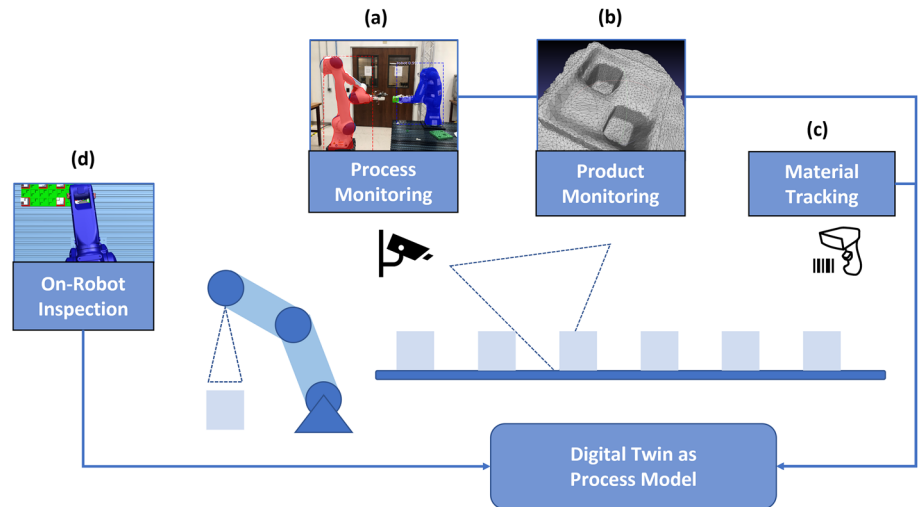 (a)
(b)
(c)
(d)
Process
Monitoring
Product
Monitoring
Material
Tracking
On-Robot
Inspection
Digital Twin as
Process Model